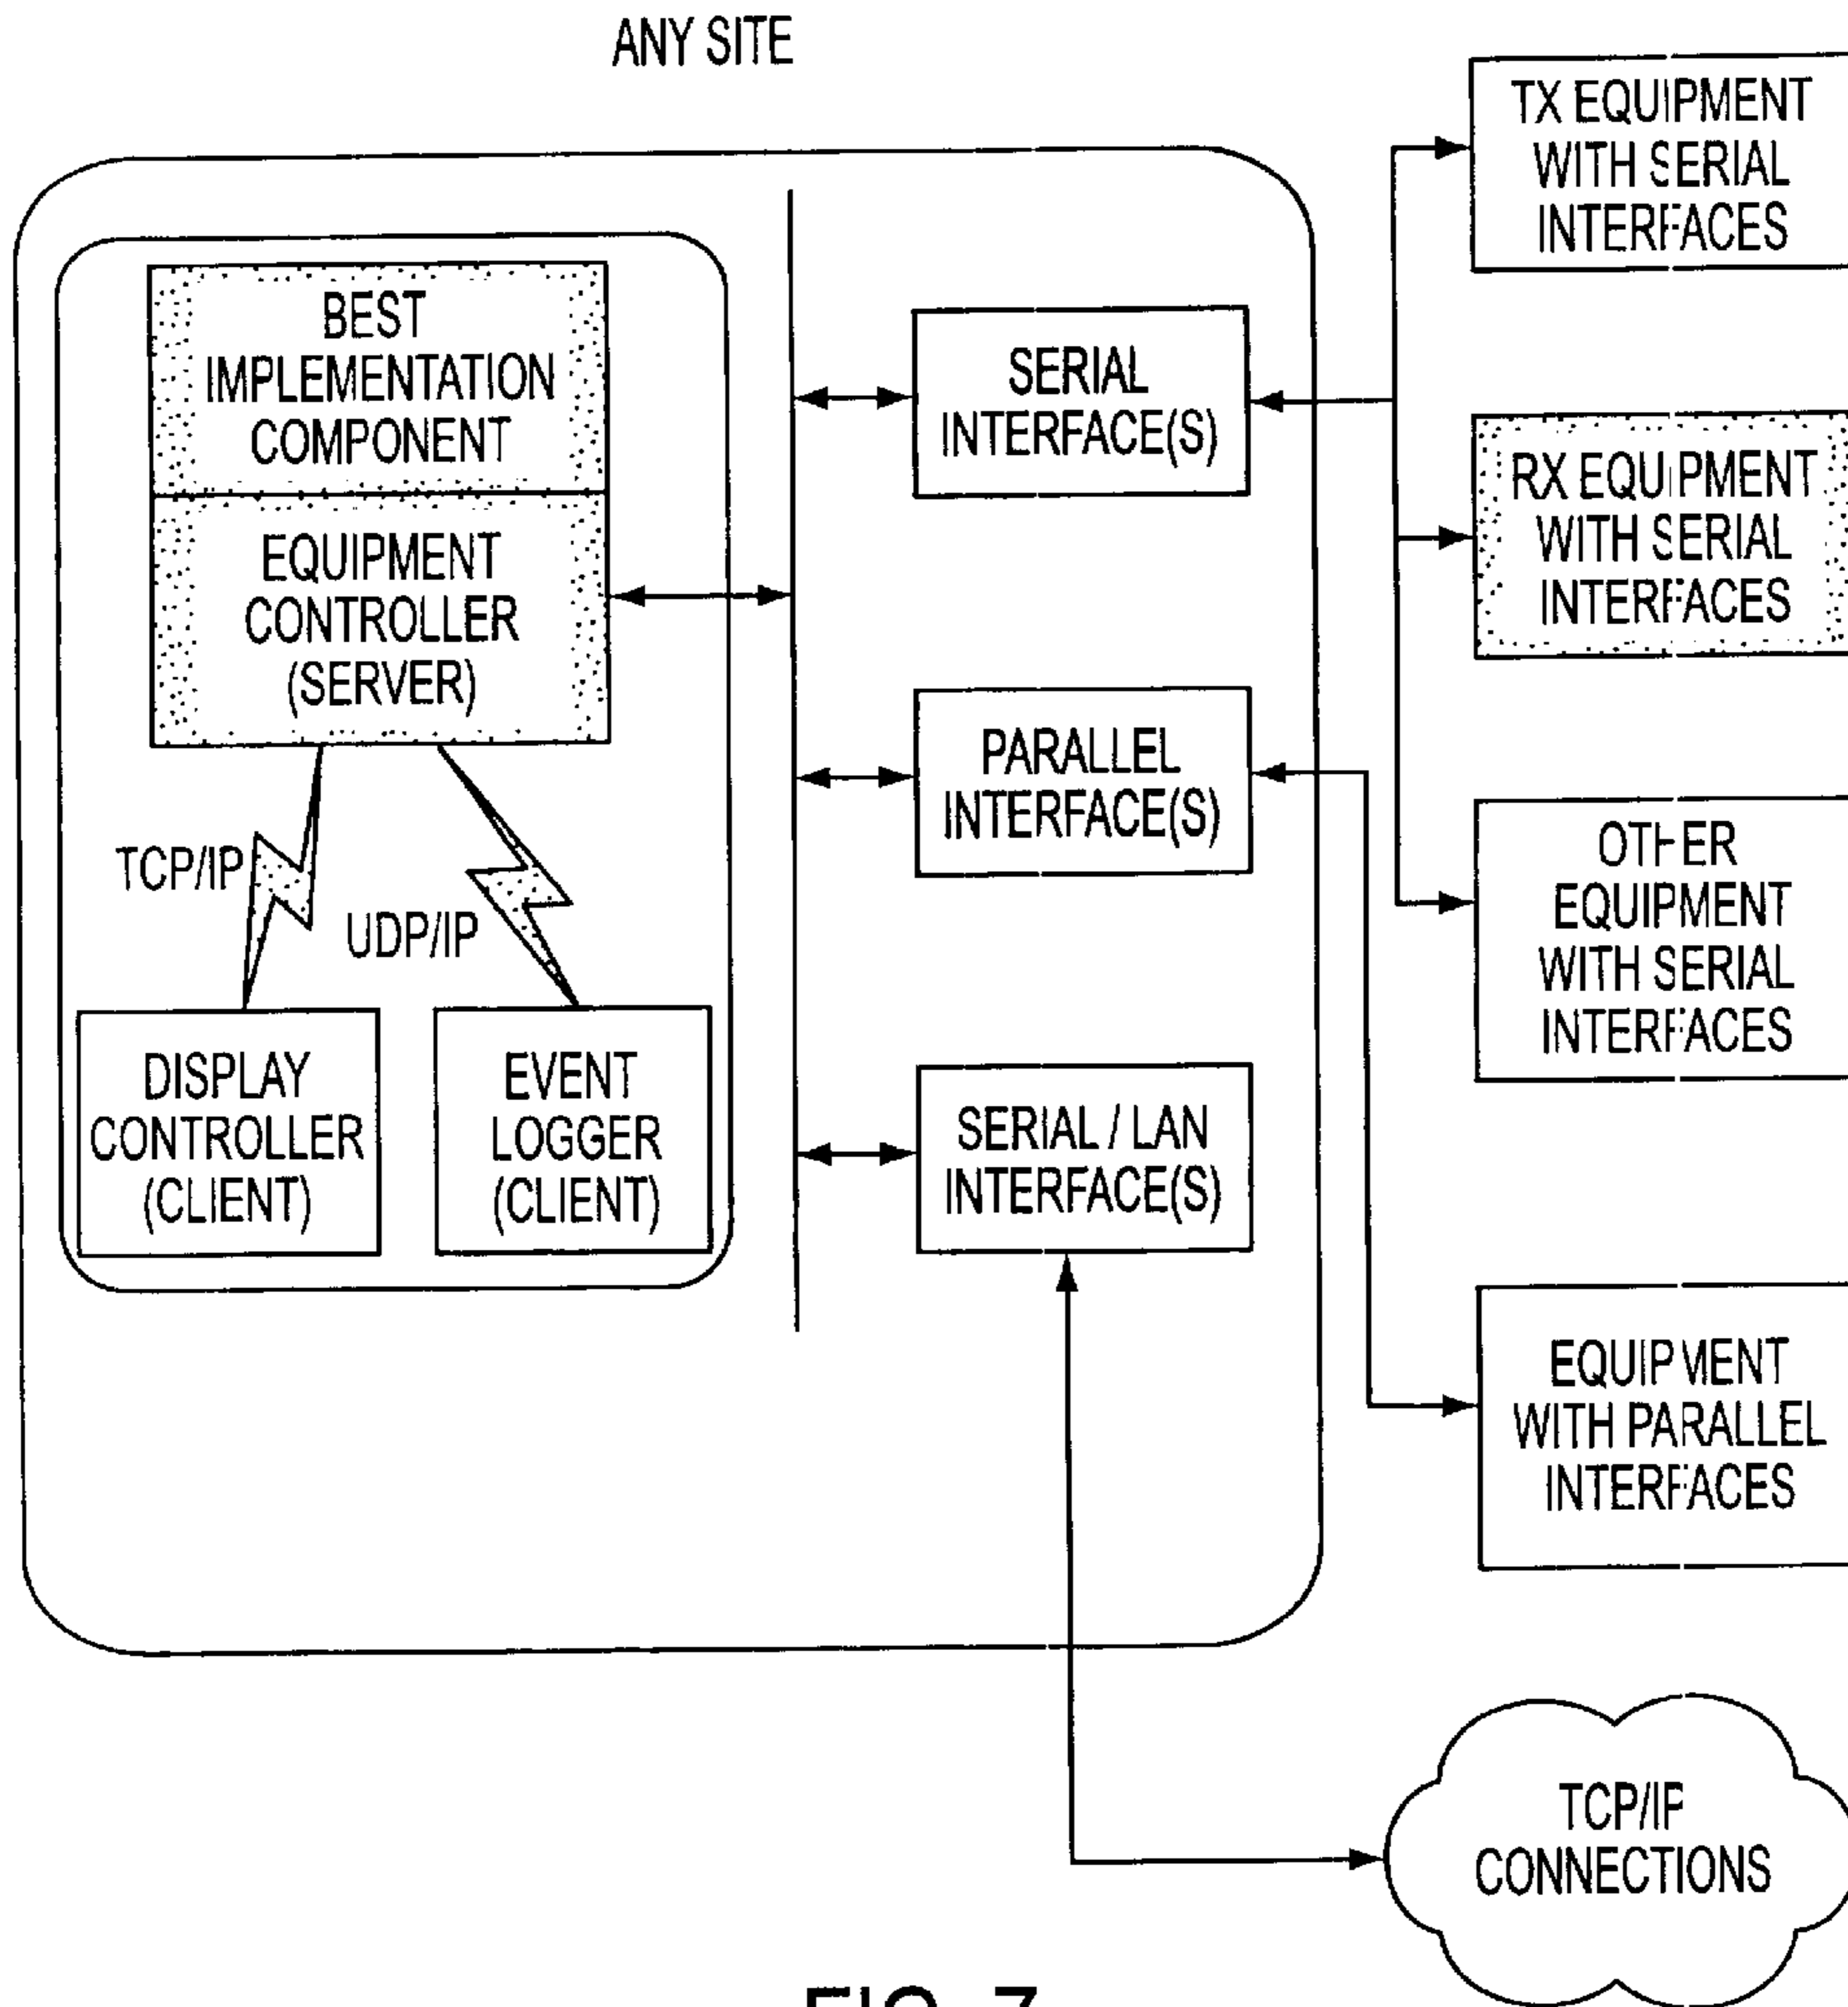 ANY SITE
BEST
IMPLEMENTATION
COMPONENT
EQUIPMENT
CONTROLLER
(SERVER)
TCP/IP
UDP/IP
DISPLAY
CONTROLLER
(CLIENT)
EVENT
LOGGER
(CLIENT)
SERIAL
INTERFACE(S)
PARALLEL
INTERFACE(S)
SERIAL / LAN
INTERFACE(S)
TX EQUIPMENT
WITH SERIAL
INTERFACES
RX EQUIPMENT
WITH SERIAL
INTERFACES
OTHER
EQUIPMENT
WITH SERIAL
INTERFACES
EQUIPMENT
WITH PARALLEL
INTERFACES
TCP/IP
CONNECTIONS
FIG. 7